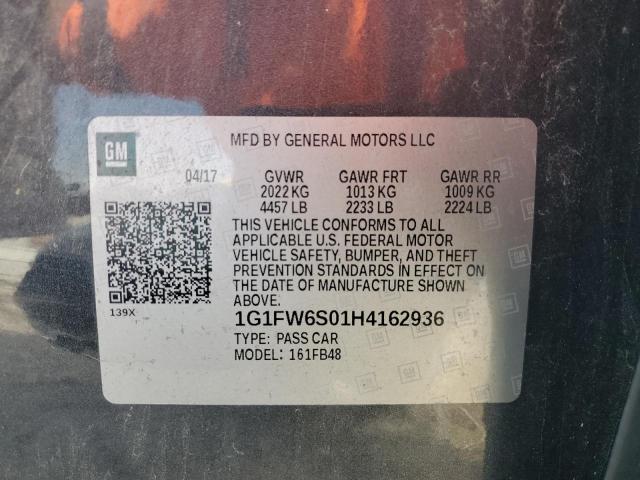 GM
MFD BY GENERAL MOTORS LLC
04/17 GVWR GAWR FRT GAWR RR
2022 KG 1013 KG 1009 KG
4457 LB 2233 LB 2224 LB
THIS VEHICLE CONFORMS TO ALL
APPLICABLE U.S. FEDERAL MOTOR
VEHICLE SAFETY, BUMPER, AND THEFT
PREVENTION STANDARDS IN EFFECT ON
THE DATE OF MANUFACTURE SHOWN
ABOVE.
139X
1G1FW6S01H4162936
TYPE: PASS CAR
MODEL: 161FB48